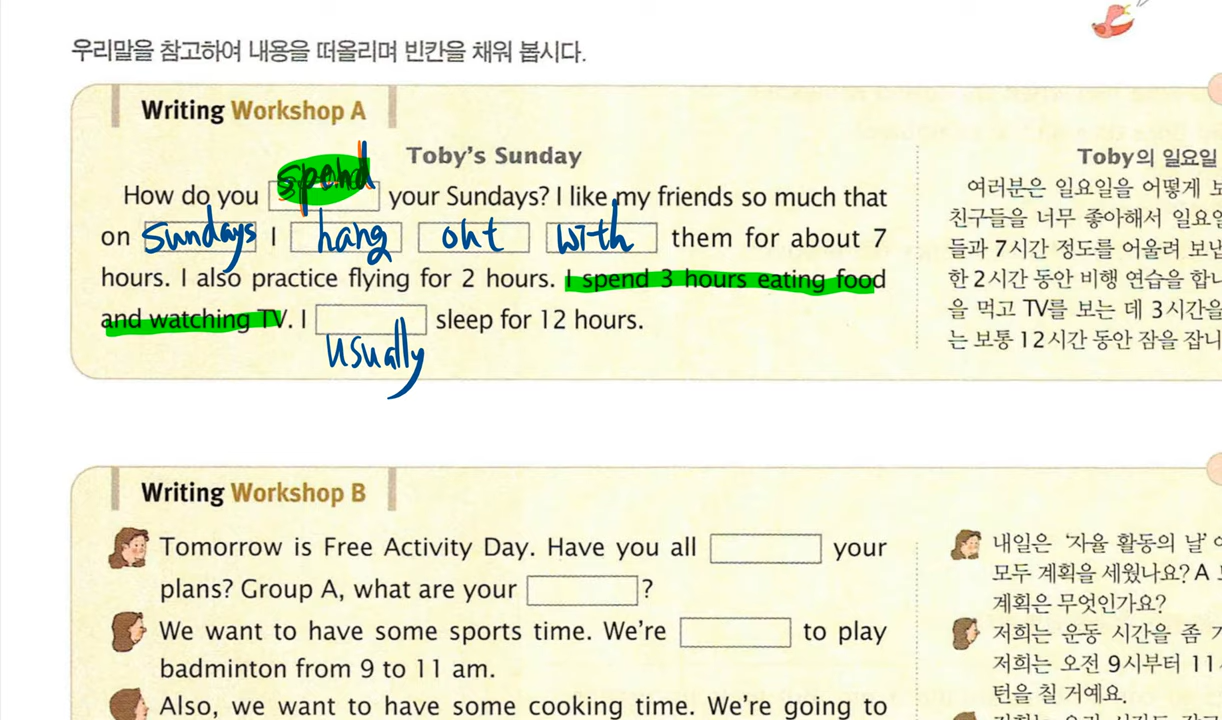 우리말을 참고하여 내용을 떠올리며 빈칸을 채워 봅시다.
Writing Workshop A
Toby's Sunday
How do you spend your Sundays? I like my friends so much that
on Sundays I hang out with them for about 7
hours. I also practice flying for 2 hours. I spend 3 hours eating food
and watching TV. I usually sleep for 12 hours.
Toby의 일요일
여러분은 일요일을 어떻게 보
친구들을 너무 좋아해서 일요일
들과 7시간 정도를 어울려 보냅
한 2시간 동안 비행 연습을 합니
을 먹고 TV를 보는 데 3시간을
는 보통 12시간 동안 잠을 잡니
Writing Workshop B
Tomorrow is Free Activity Day. Have you all your
plans? Group A, what are your ?
We want to have some sports time. We're to play
badminton from 9 to 11 am.
Also, we want to have some cooking time. We're going to
내일은 '자율 활동의 날'
모두 계획을 세웠나요? A
계획은 무엇인가요?
저희는 운동 시간을 좀
저희는 오전 9시부터 11
턴을 칠 거예요.